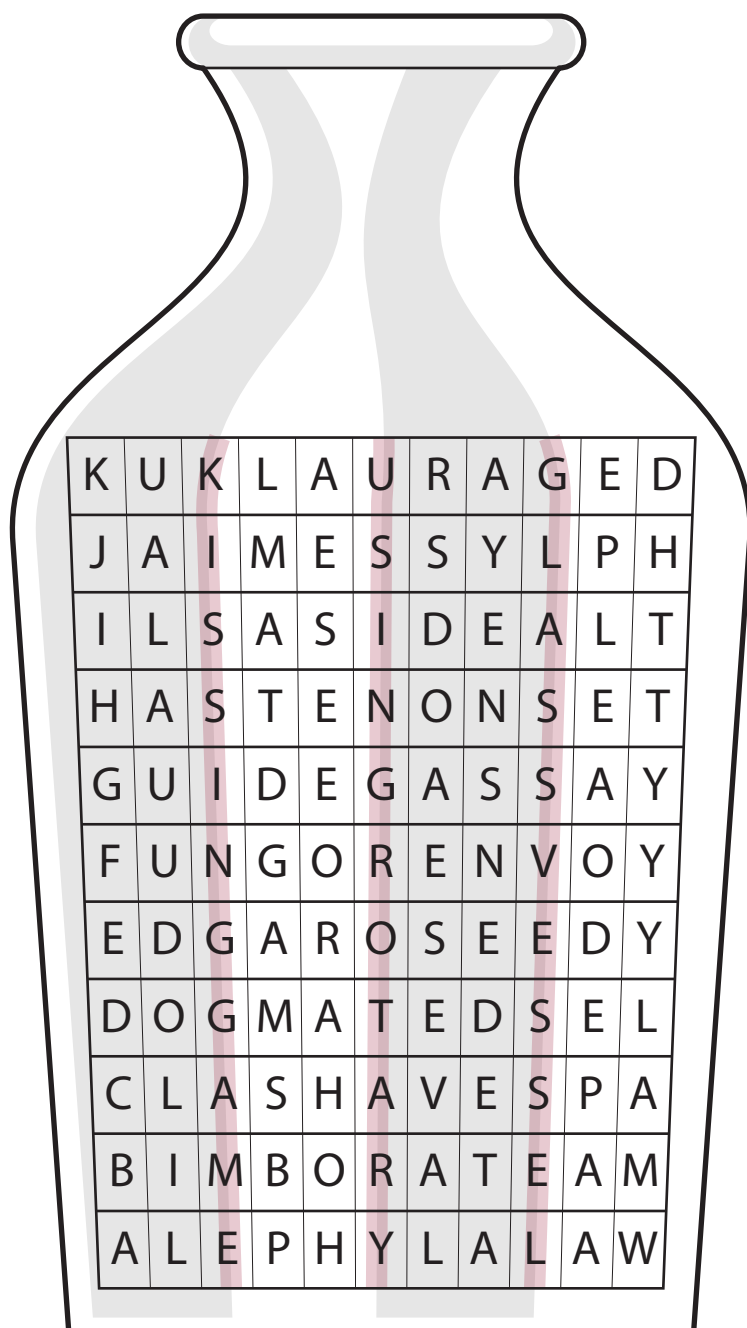 KUKLAURAGED
JAIMESSYLPH
ILSASIDEALT
HASTENONSET
GUIDEGASSAY
FUNGORENVOY
EDGAROSEEDY
DOGMATEDSEL
CLASHAVESPA
BIMBORATEAM
ALEPHYLALAW